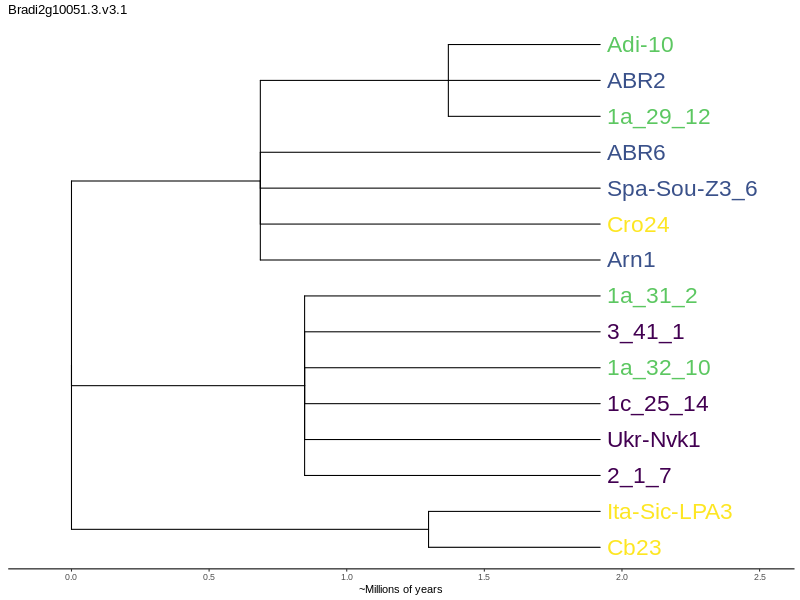 Bradi2g10051.3.v3.1
Adi-10
ABR2
1a_29_12
ABR6
Spa-Sou-Z3_6
Cro24
Arn1
1a_31_2
3_41_1
1a_32_10
1c_25_14
Ukr-Nvk1
2_1_7
Ita-Sic-LPA3
Cb23
0.0 0.5 1.0 1.5 2.0 2.5
~Millions of years